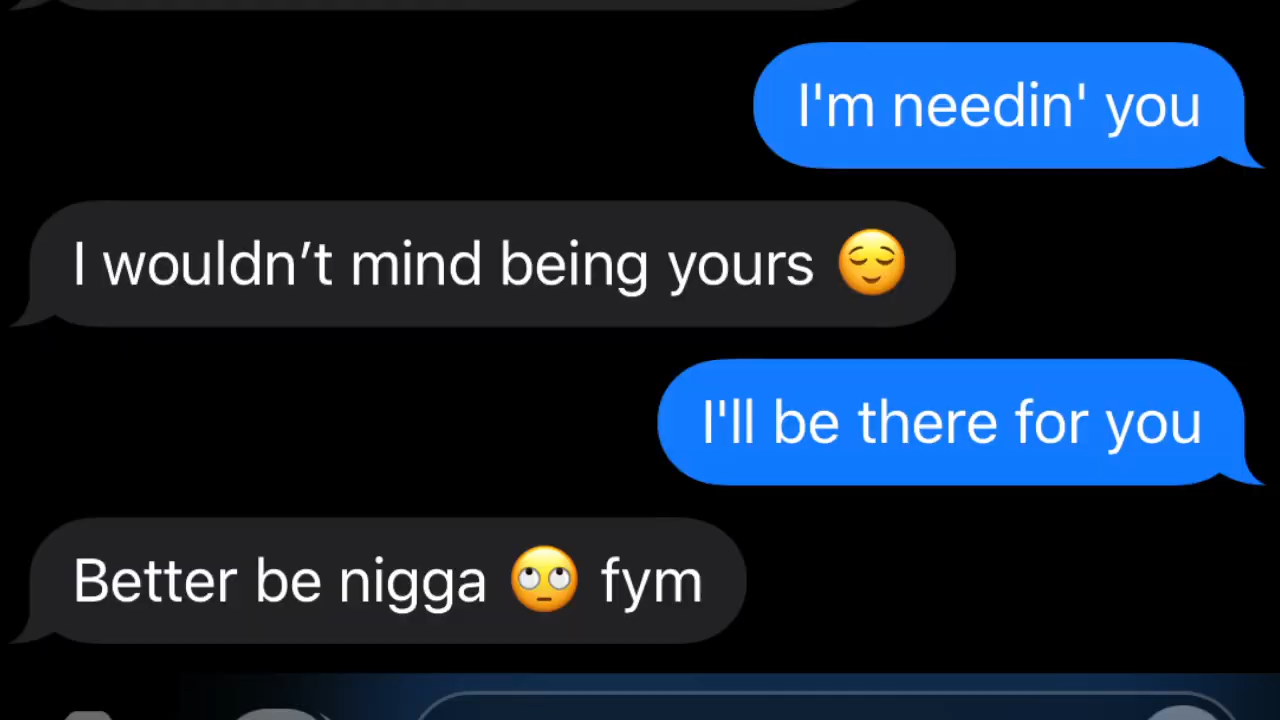 I'm needin' you
I wouldn’t mind being yours 😌
I'll be there for you
Better be nigga 🙄 fym